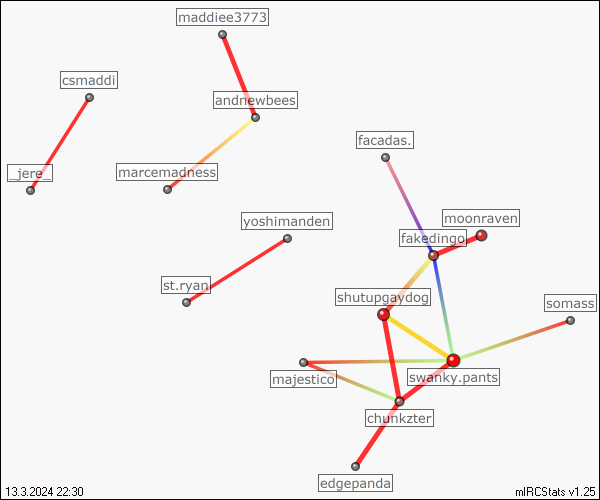 maddiee3773
csmaddi
andnewbees
facadas.
_jere_
marcemadness
yoshimanden
moonraven
fakedingo
st.ryan
shutupgaydog
somass
majestico
swanky.pants
chunkzter
edgepanda
13.3.2024 22:30
mIRCStats v1.25